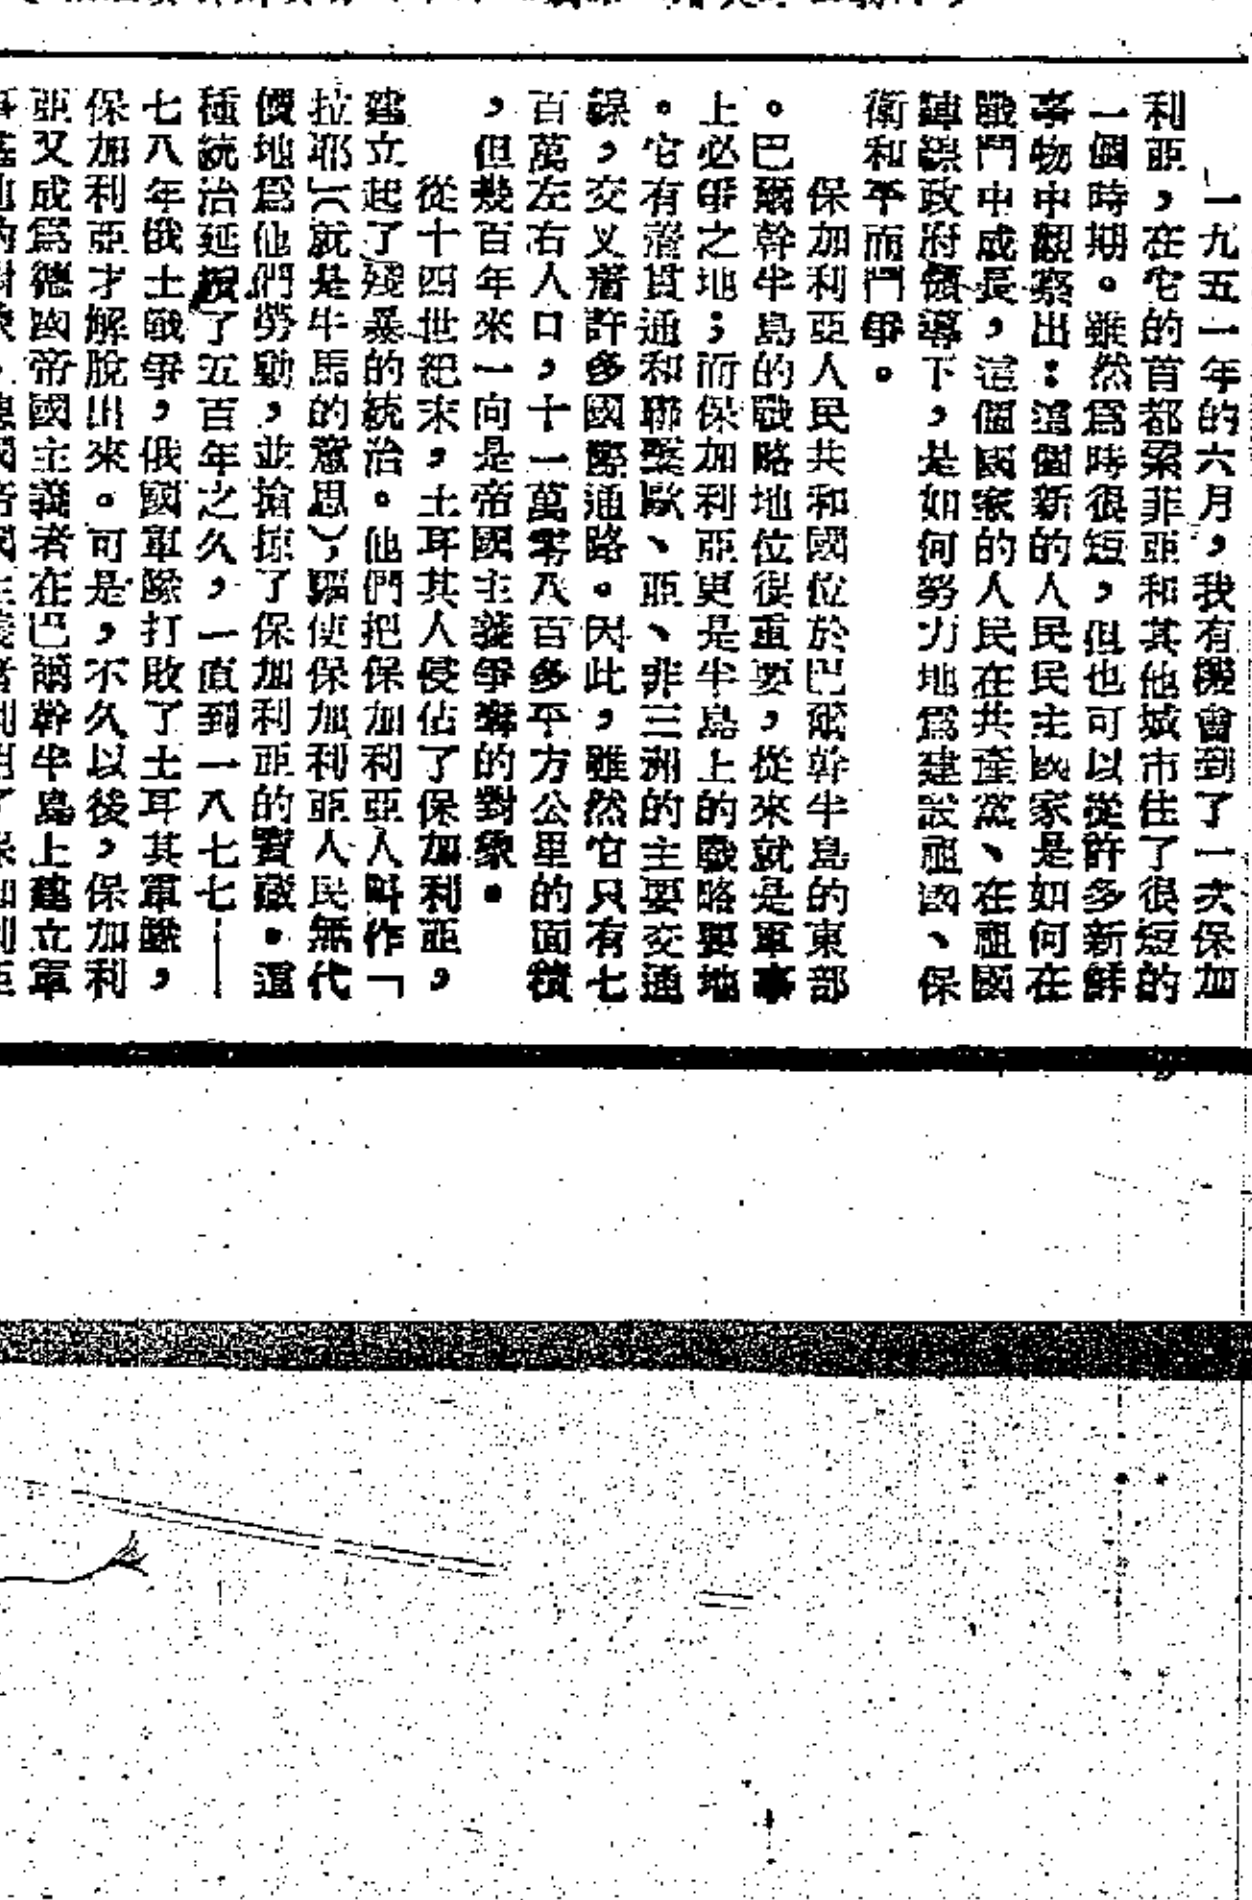 一九五一年的六月,我有機會到了一次保加
利亞,在它的首都索非亞和其他城市住了很短的
一個時期。雖然爲時很短,但也可以從許多新鮮
事物中觀察出:這個新的人民民主國家是如何在
戰鬥中成長,這個國家的人民在共產黨、在祖國
陣綫政府領導下,是如何努力地爲建設祖國、保
衛和平而鬥爭。
保加利亞人民共和國位於巴爾幹半島的東部
。巴爾幹半島的戰略地位很重要,從來就是軍事
上必爭之地;而保加利亞更是半島上的戰略要地
。它有着貫通和聯繫歐、亞、非三洲的主要交通
綫,交叉着許多國際通路。因此,雖然它只有七
百萬左右人口,十一萬零八百多平方公里的面積
,但幾百年來一向是帝國主義爭奪的對象。
從十四世紀末,土耳其人侵佔了保加利亞,
建立起了殘暴的統治。他們把保加利亞人叫作「
拉耶」(就是牛馬的意思),驅使保加利亞人民無代
價地爲他們勞動,並搶掠了保加利亞的寶藏。這
種統治延續了五百年之久,一直到一八七七——
七八年俄土戰爭,俄國軍隊打敗了土耳其軍隊,
保加利亞才解脫出來。可是,不久以後,保加利
亞又成爲德國帝國主義者在巴爾幹半島上建立軍